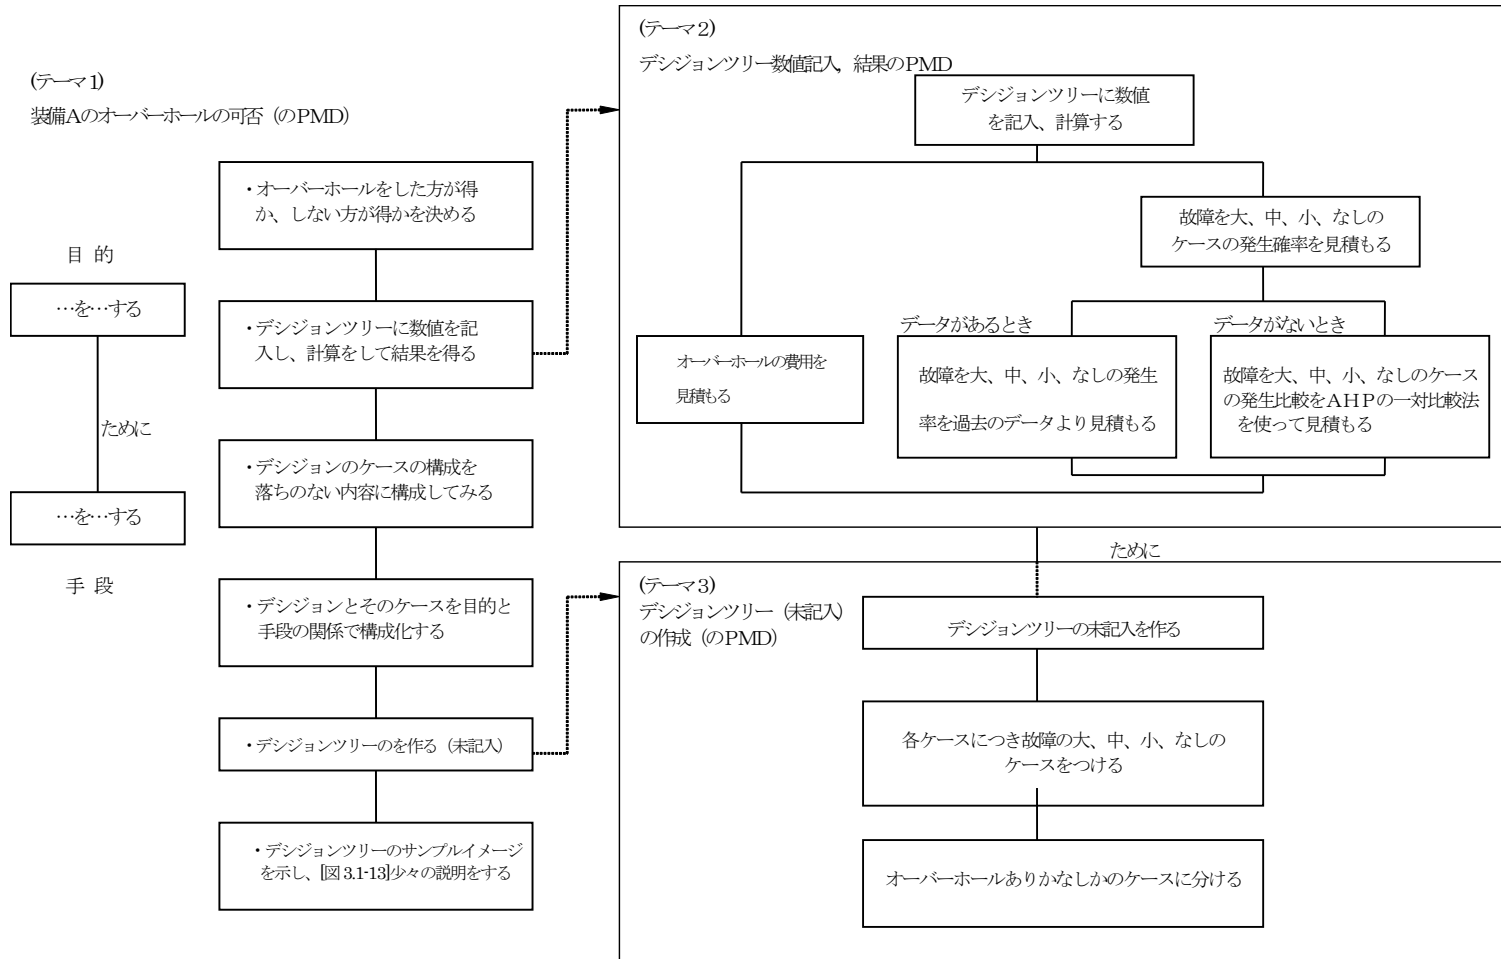 (テーマ1)
装備Aのオーバーホールの可否（のPMD）
目 的
…を…する
ために
…を…する
手 段
・オーバーホールをした方が得
か、しない方が得かを決める
・デシジョンツリーに数値を記
入し、計算をして結果を得る
・デシジョンのケースの構成を
落ちのない内容に構成してみる
・デシジョンとそのケースを目的と
手段の関係で構成化する
・デシジョンツリーのを作る（未記入）
・デシジョンツリーのサンプルイメージ
を示し、[図3.1-13]少々の説明をする
(テーマ2)
デシジョンツリー数値記入，結果のPMD
デシジョンツリーに数値
を記入、計算する
故障を大、中、小、なしの
ケースの発生確率を見積もる
データがあるとき
データがないとき
オーバーホールの費用を
見積もる
故障を大、中、小、なしの発生
率を過去のデータより見積もる
故障を大、中、小、なしのケース
の発生比較をAHPの一対比較法
を使って見積もる
ために
(テーマ3)
デシジョンツリー（未記入）
の作成（のPMD）
デシジョンツリーの未記入を作る
各ケースにつき故障の大、中、小、なしの
ケースをつける
オーバーホールありかなしかのケースに分ける